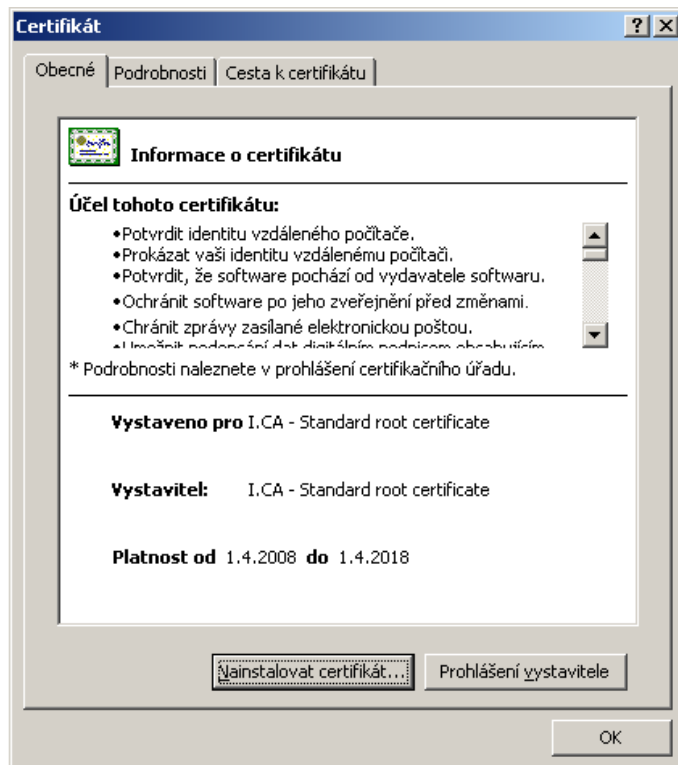 Certifikát
Obecné Podrobnosti Cesta k certifikátu
Informace o certifikátu
Účel tohoto certifikátu:
•Potvrdit identitu vzdáleného počítače.
•Prokázat vaši identitu vzdálenému počítači.
•Potvrdit, že software pochází od vydavatele softwaru.
•Ochránit software po jeho zveřejnění před změnami.
•Chránit zprávy zasílané elektronickou poštou.
* Podrobnosti naleznete v prohlášení certifikačního úřadu.
Vystaveno pro I.CA - Standard root certificate
Vystavitel: I.CA - Standard root certificate
Platnost od 1.4.2008 do 1.4.2018
Nainstalovat certifikát... Prohlášení vystavitele
OK